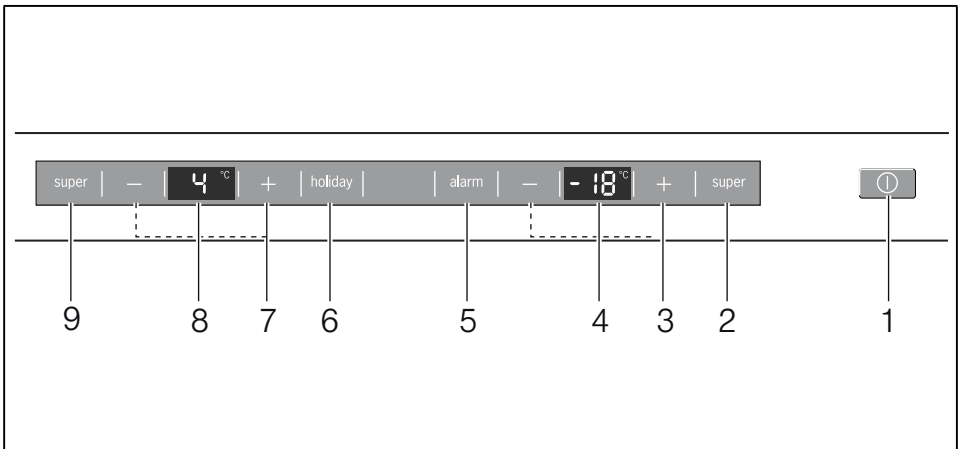 super | − | 4 °C | + | holiday | | alarm | − | -18 °C | + | super
9 8 7 6 5 4 3 2 1